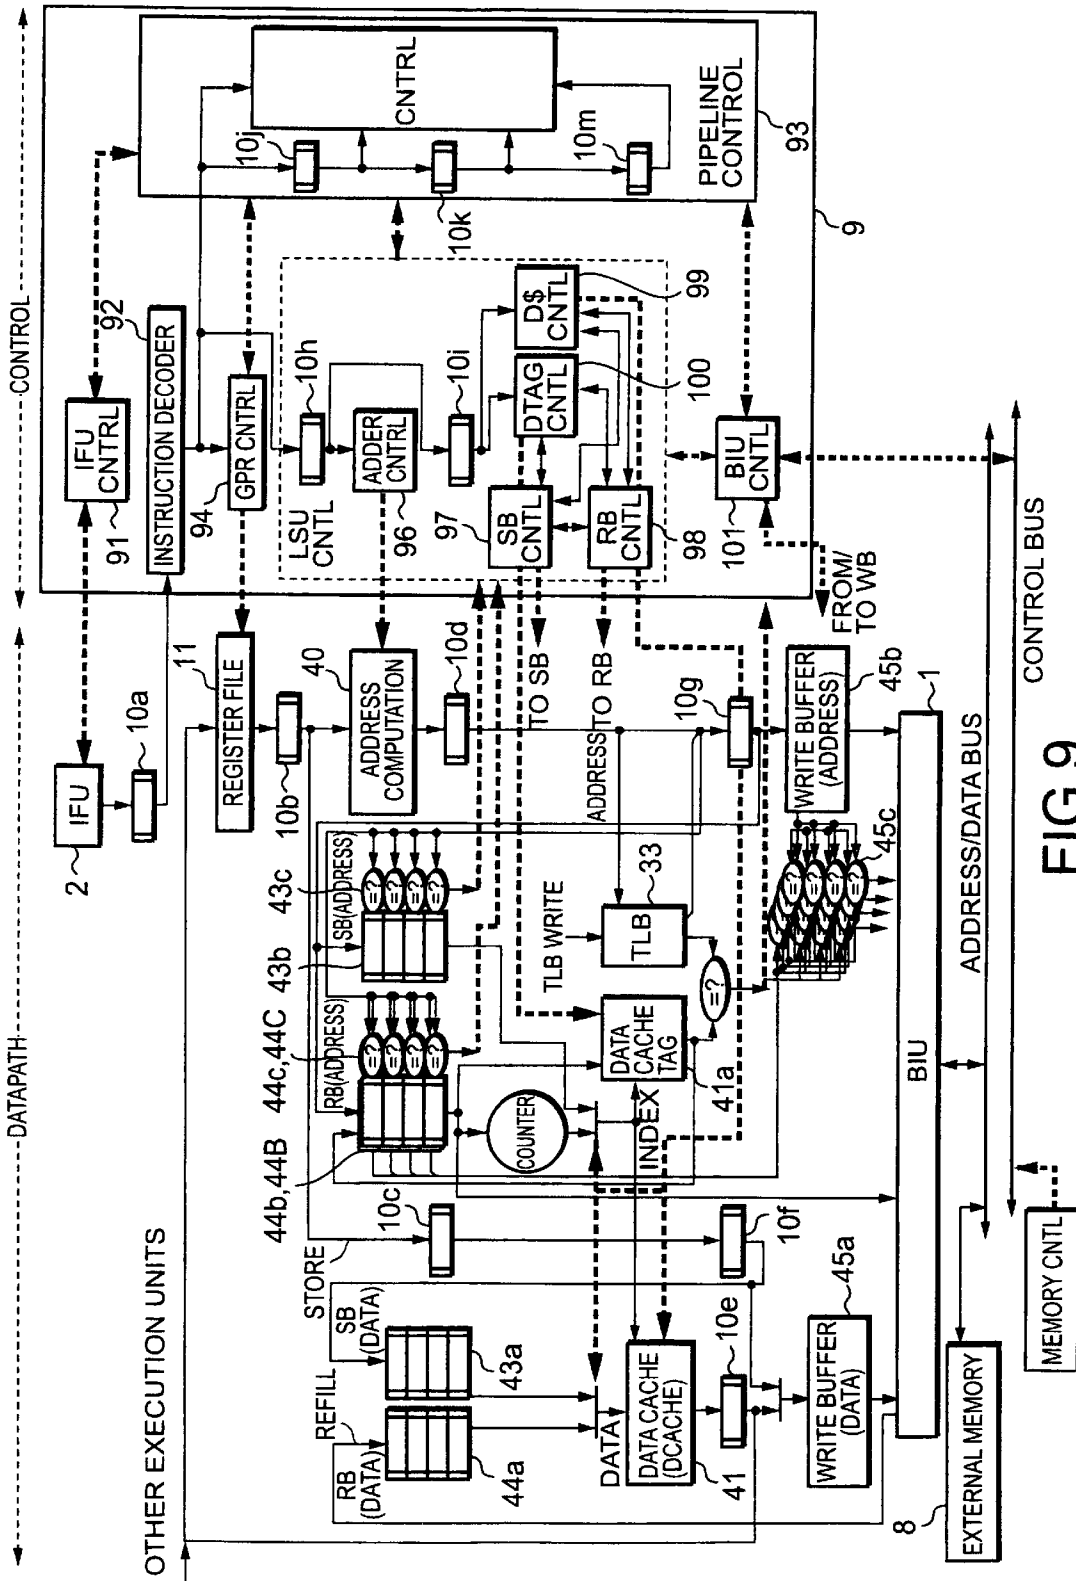 DATAPATH
CONTROL
OTHER EXECUTION UNITS
2
IFU
10a
91
IFU
CNTRL
92
INSTRUCTION DECODER
94
GPR CNTRL
11
REGISTER FILE
10b
10j
10k
10m
CNTRL
PIPELINE
CONTROL
93
9
LSU
CNTL
10h
96
ADDER
CNTRL
10i
97
SB
CNTL
98
RB
CNTL
DTAG
CNTL
100
D$
CNTL
99
101
BIU
CNTL
FROM/
TO WB
40
ADDRESS
COMPUTATION
10d
TO SB
ADDRESS
TO RB
10g
STORE
SB
(DATA)
REFILL
RB
(DATA)
43a
44a
10c
10f
44b,44B
RB(ADDRESS)
=?
=?
=?
=?
44c,44C
43b
SB(ADDRESS)
=?
=?
=?
=?
43c
COUNTER
INDEX
DATA
CACHE
TAG
41a
TLB WRITE
TLB
33
=?
DATA
DATA CACHE
(DCACHE)
41
10e
WRITE BUFFER
(DATA)
45a
WRITE BUFFER
(ADDRESS)
45b
=?
=?
=?
=?
45c
BIU
1
8
EXTERNAL MEMORY
MEMORY CNTL
ADDRESS/DATA BUS
CONTROL BUS
FIG.9